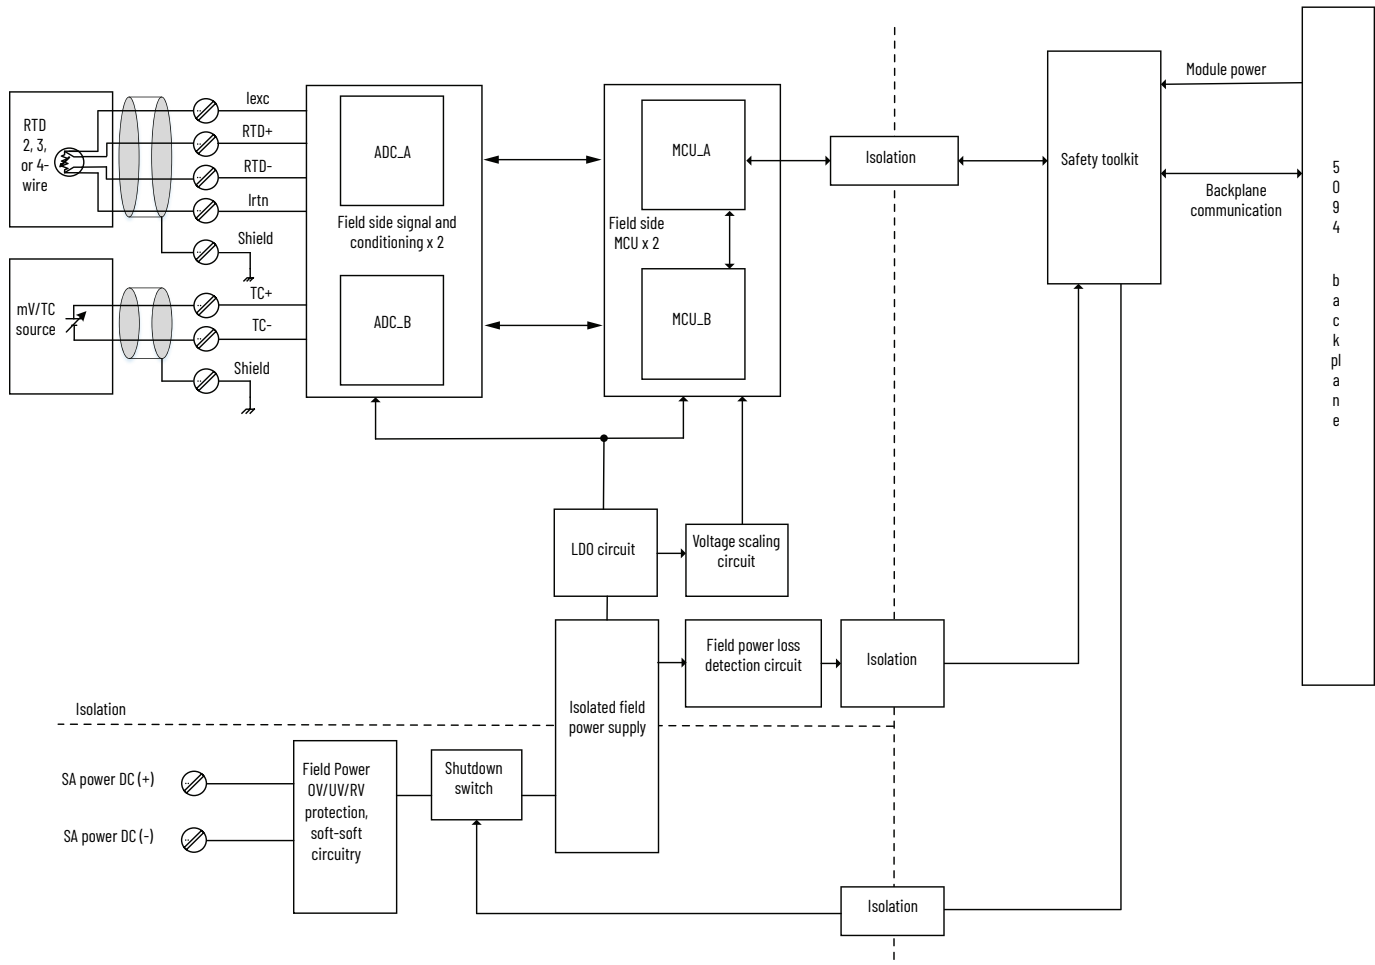 Module power
Iexc
RTD
2, 3,
or 4-
wire
RTD+
RTD-
Irtn
Shield
ADC_A
Field side signal and
conditioning x 2
ADC_B
MCU_A
Field side
MCU x 2
MCU_B
Isolation
Safety toolkit
Backplane
communication
5
0
9
4
b
a
c
k
pl
a
n
e
mV/TC
source
TC+
TC-
Shield
LDO circuit
Voltage scaling
circuit
Field power loss
detection circuit
Isolation
Isolated field
power supply
Isolation
SA power DC (+)
SA power DC (-)
Field Power
OV/UV/RV
protection,
soft-soft
circuitry
Shutdown
switch
Isolation